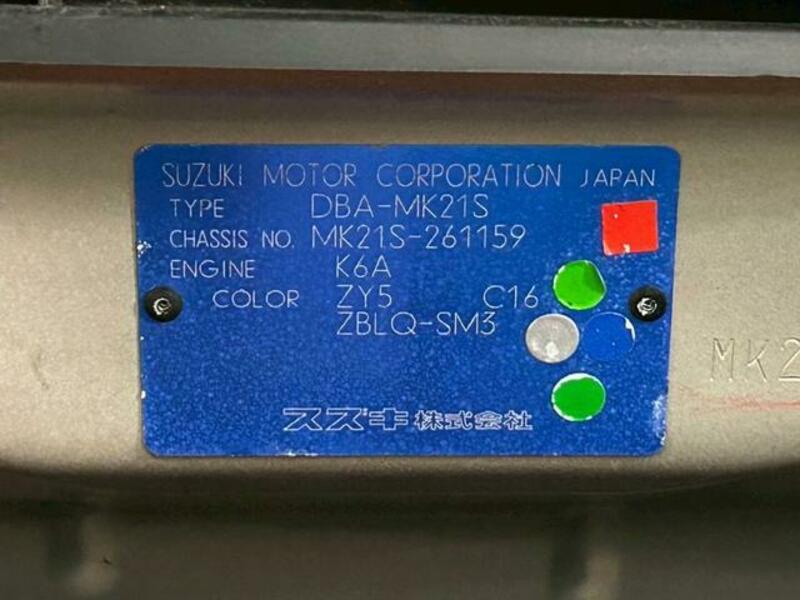 SUZUKI MOTOR CORPORATION JAPAN
TYPE DBA-MK21S
CHASSIS NO. MK21S-261159
ENGINE K6A
COLOR ZY5 C16
ZBLQ-SM3
スズキ株式会社
MK2